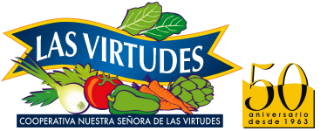 LAS VIRTUDES
COOPERATIVA NUESTRA SEÑORA DE LAS VIRTUDES
50
aniversario
desde 1963